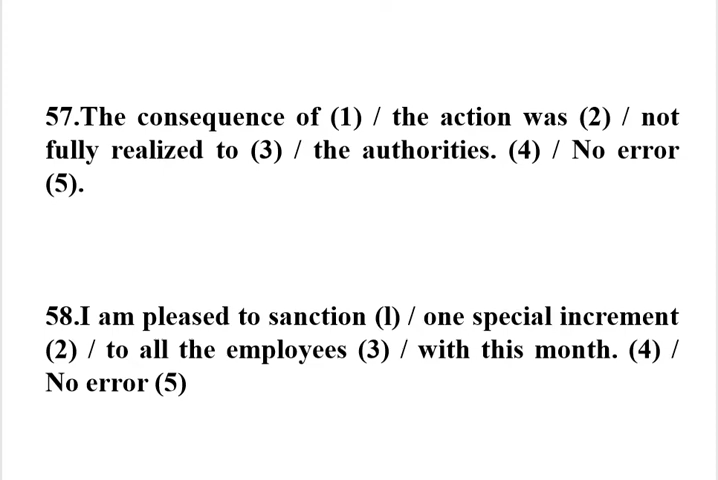 57.The consequence of (1) / the action was (2) / not
fully realized to (3) / the authorities. (4) / No error
(5).
58.I am pleased to sanction (l) / one special increment
(2) / to all the employees (3) / with this month. (4) /
No error (5)